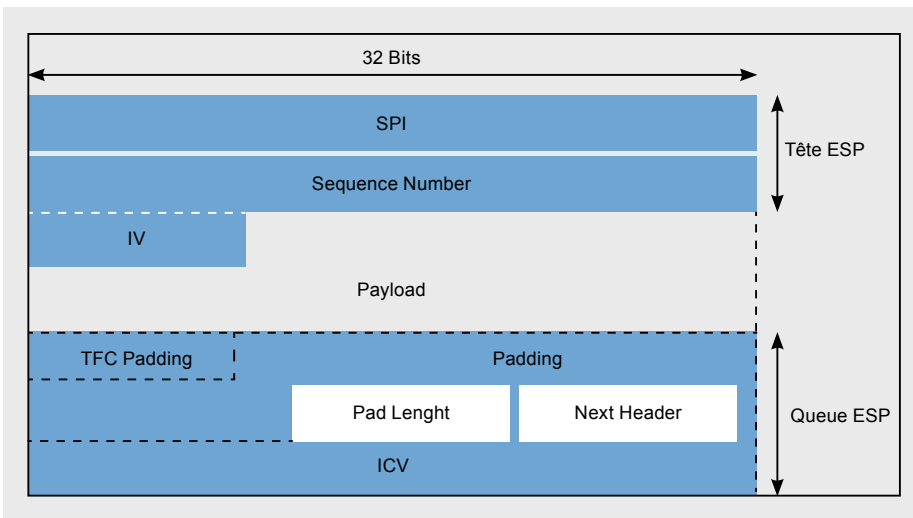 32 Bits
SPI
Tête ESP
Sequence Number
IV
Payload
TFC Padding
Padding
Pad Lenght
Next Header
Queue ESP
ICV